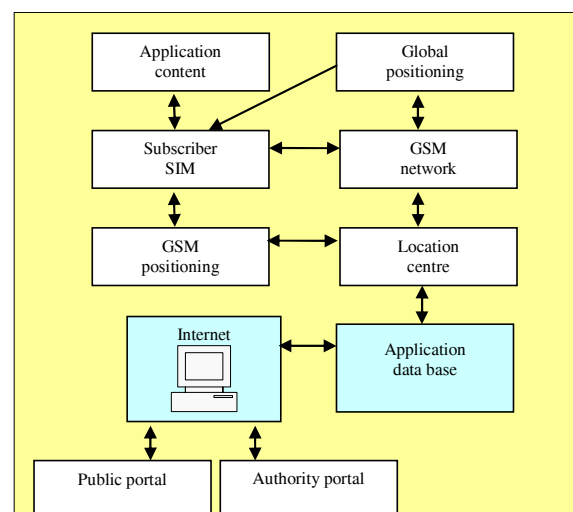 Application
content
Global
positioning
Subscriber
SIM
GSM
network
GSM
positioning
Location
centre
Internet
Application
data base
Public portal
Authority portal